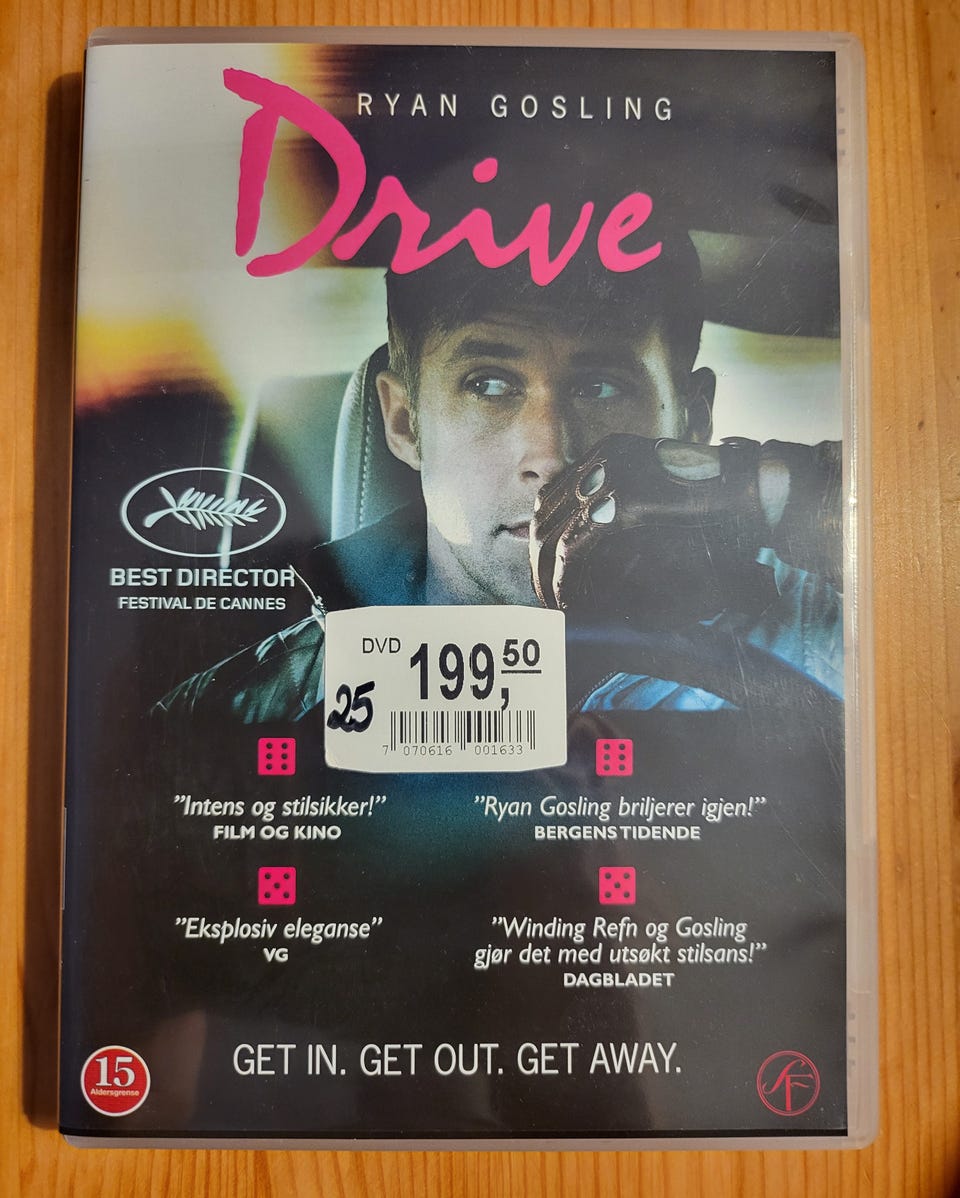 RYAN GOSLING
Drive
BEST DIRECTOR
FESTIVAL DE CANNES
DVD 199,50
25
7 070616 001633
"Intens og stilsikker!"
FILM OG KINO
"Ryan Gosling briljerer igjen!"
BERGENS TIDENDE
"Eksplosiv eleganse"
VG
"Winding Refn og Gosling
gjør det med utsøkt stilsans!"
DAGBLADET
GET IN. GET OUT. GET AWAY.
15
Aldersgrense
SF